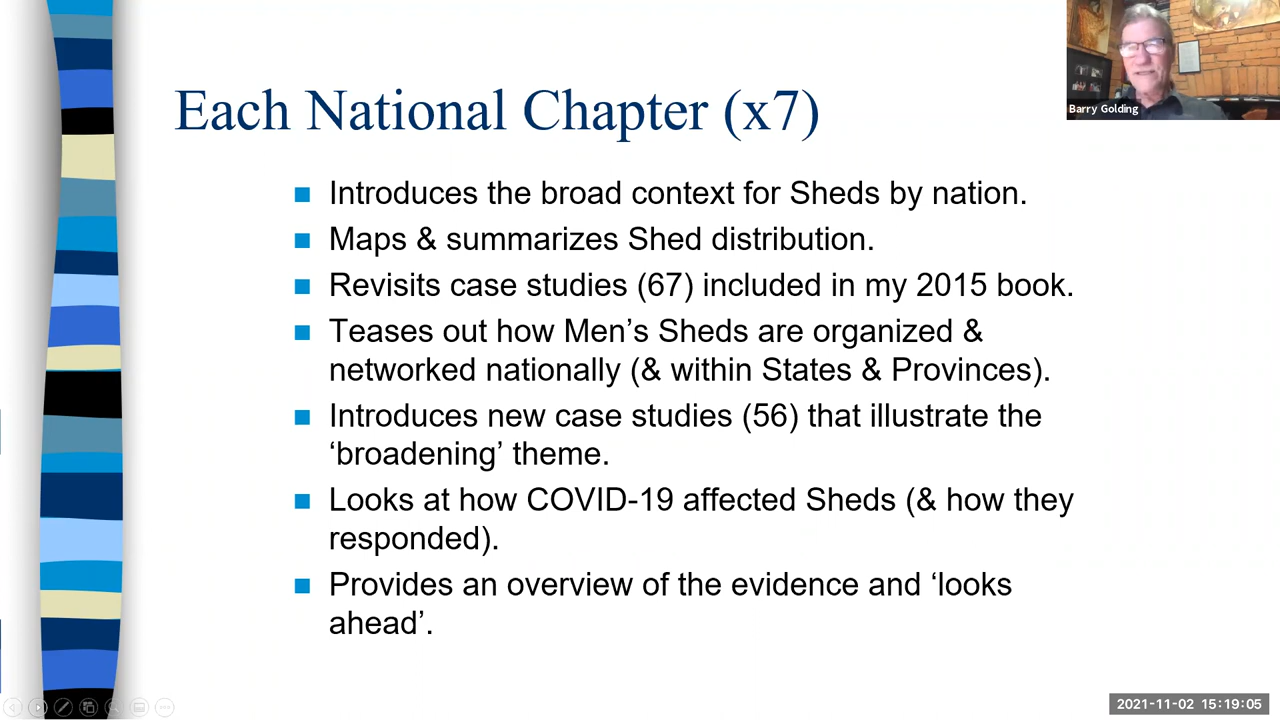 Each National Chapter (x7)
Introduces the broad context for Sheds by nation.
Maps & summarizes Shed distribution.
Revisits case studies (67) included in my 2015 book.
Teases out how Men’s Sheds are organized &
networked nationally (& within States & Provinces).
Introduces new case studies (56) that illustrate the
‘broadening’ theme.
Looks at how COVID-19 affected Sheds (& how they
responded).
Provides an overview of the evidence and ‘looks
ahead’.
Barry Golding
2021-11-02 15:19:05